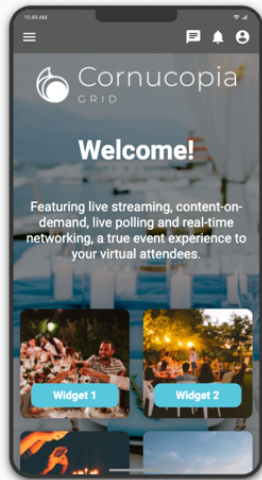 10:49 AM
Cornucopia
GRID
Welcome!
Featuring live streaming, content-on-
demand, live polling and real-time
networking, a true event experience to
your virtual attendees.
Widget 1
Widget 2